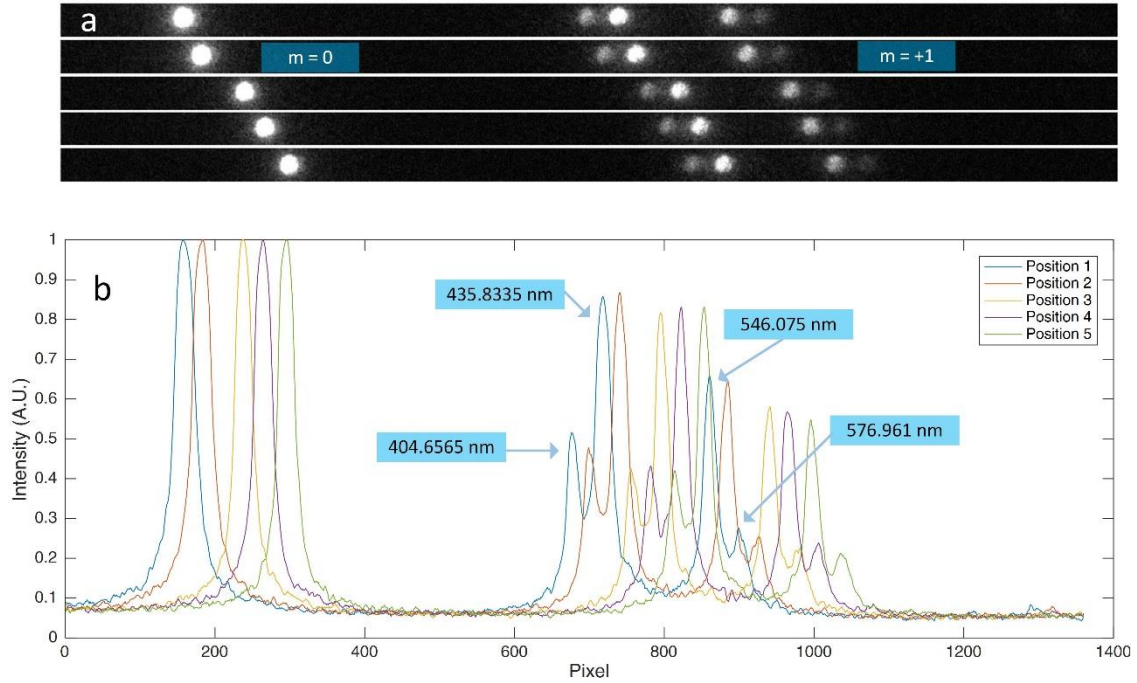 a
m = 0
m = +1
b
1
0.9
0.8
0.7
0.6
0.5
0.4
0.3
0.2
0.1
0
Intensity (A.U.)
435.8335 nm
546.075 nm
404.6565 nm
576.961 nm
Position 1
Position 2
Position 3
Position 4
Position 5
0 200 400 600 800 1000 1200 1400
Pixel